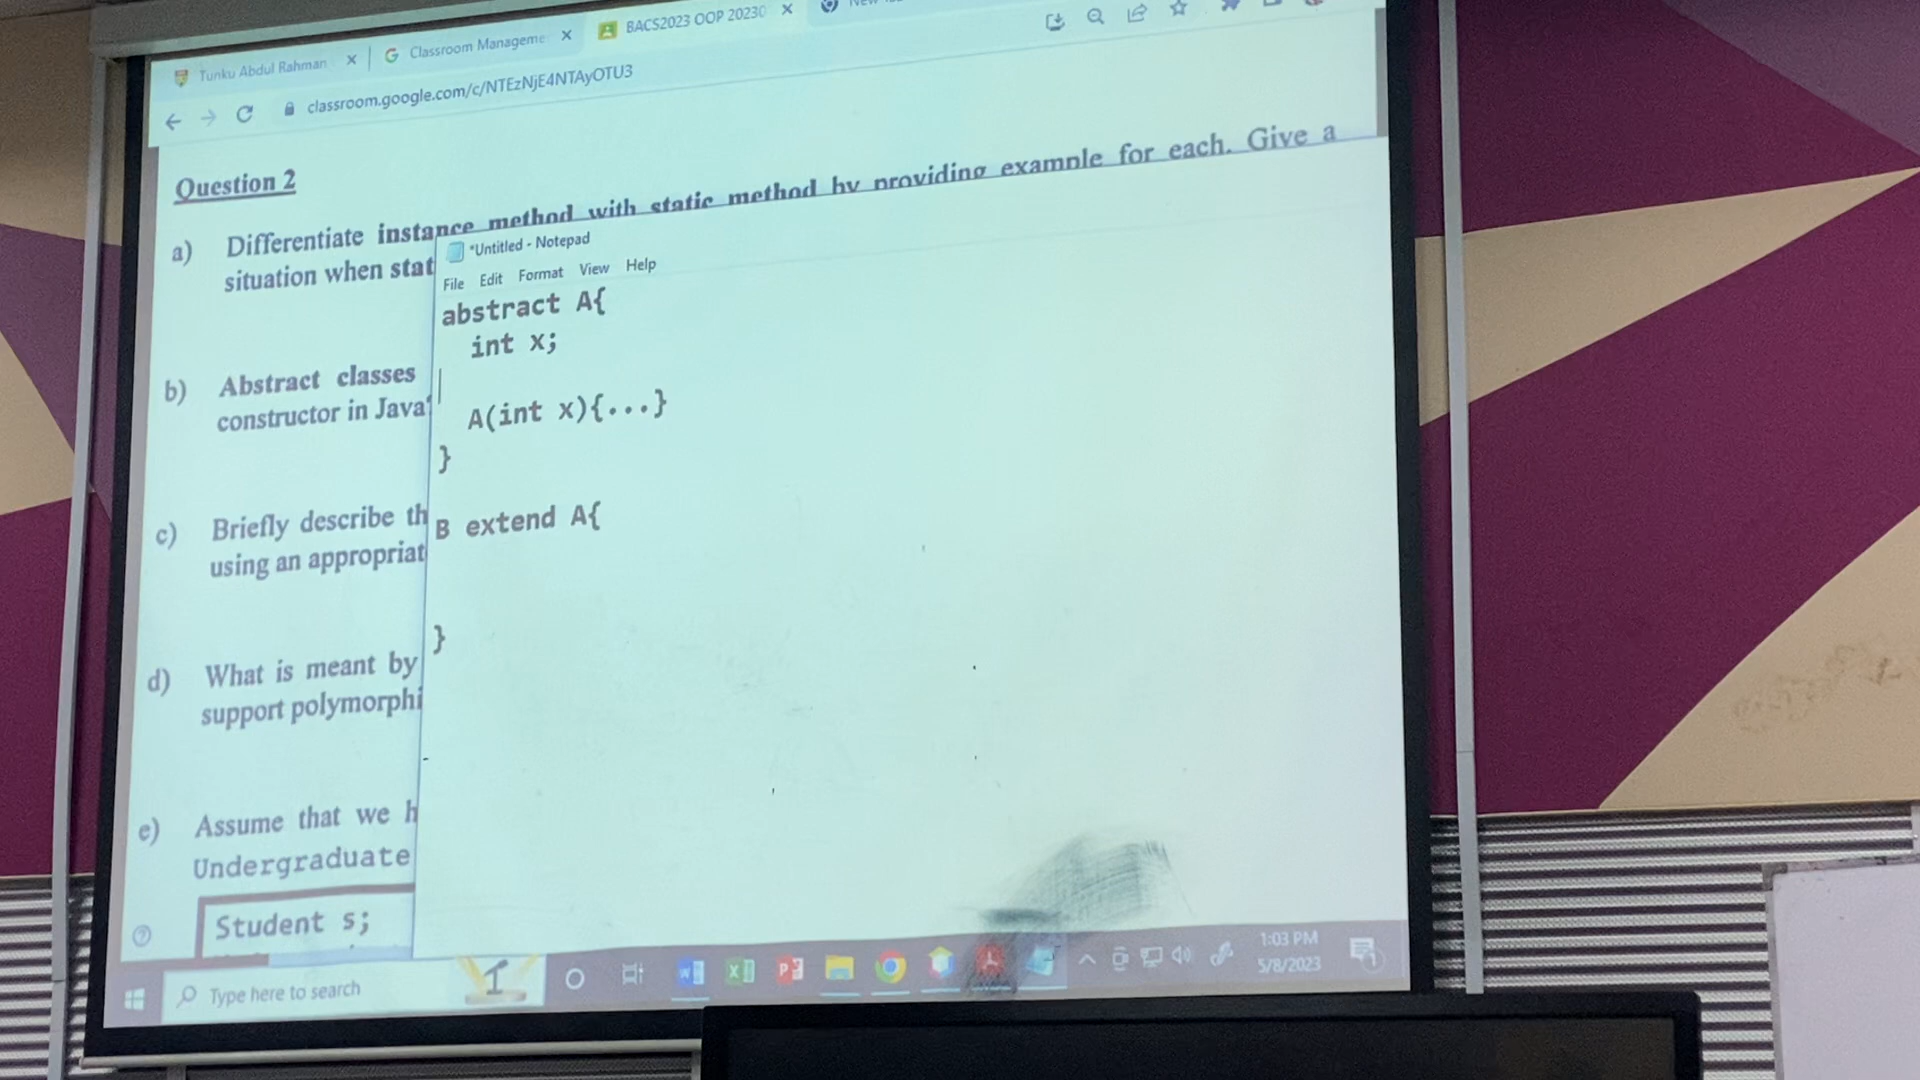 Tunku Abdul Rahman
Classroom Manageme
BACS2023 OOP 20230
classroom.google.com/c/NTEzNjE4NTAyOTU3
Question 2
a) Differentiate instance method with static method by providing example for each. Give a
situation when stat
*Untitled - Notepad
File Edit Format View Help
abstract A{
int x;
A(int x){...}
}
B extend A{
}
b) Abstract classes
constructor in Java
c) Briefly describe th
using an appropriat
d) What is meant by
support polymorphi
e) Assume that we h
Undergraduate
Student s;
Type here to search
1:03 PM
5/8/2023